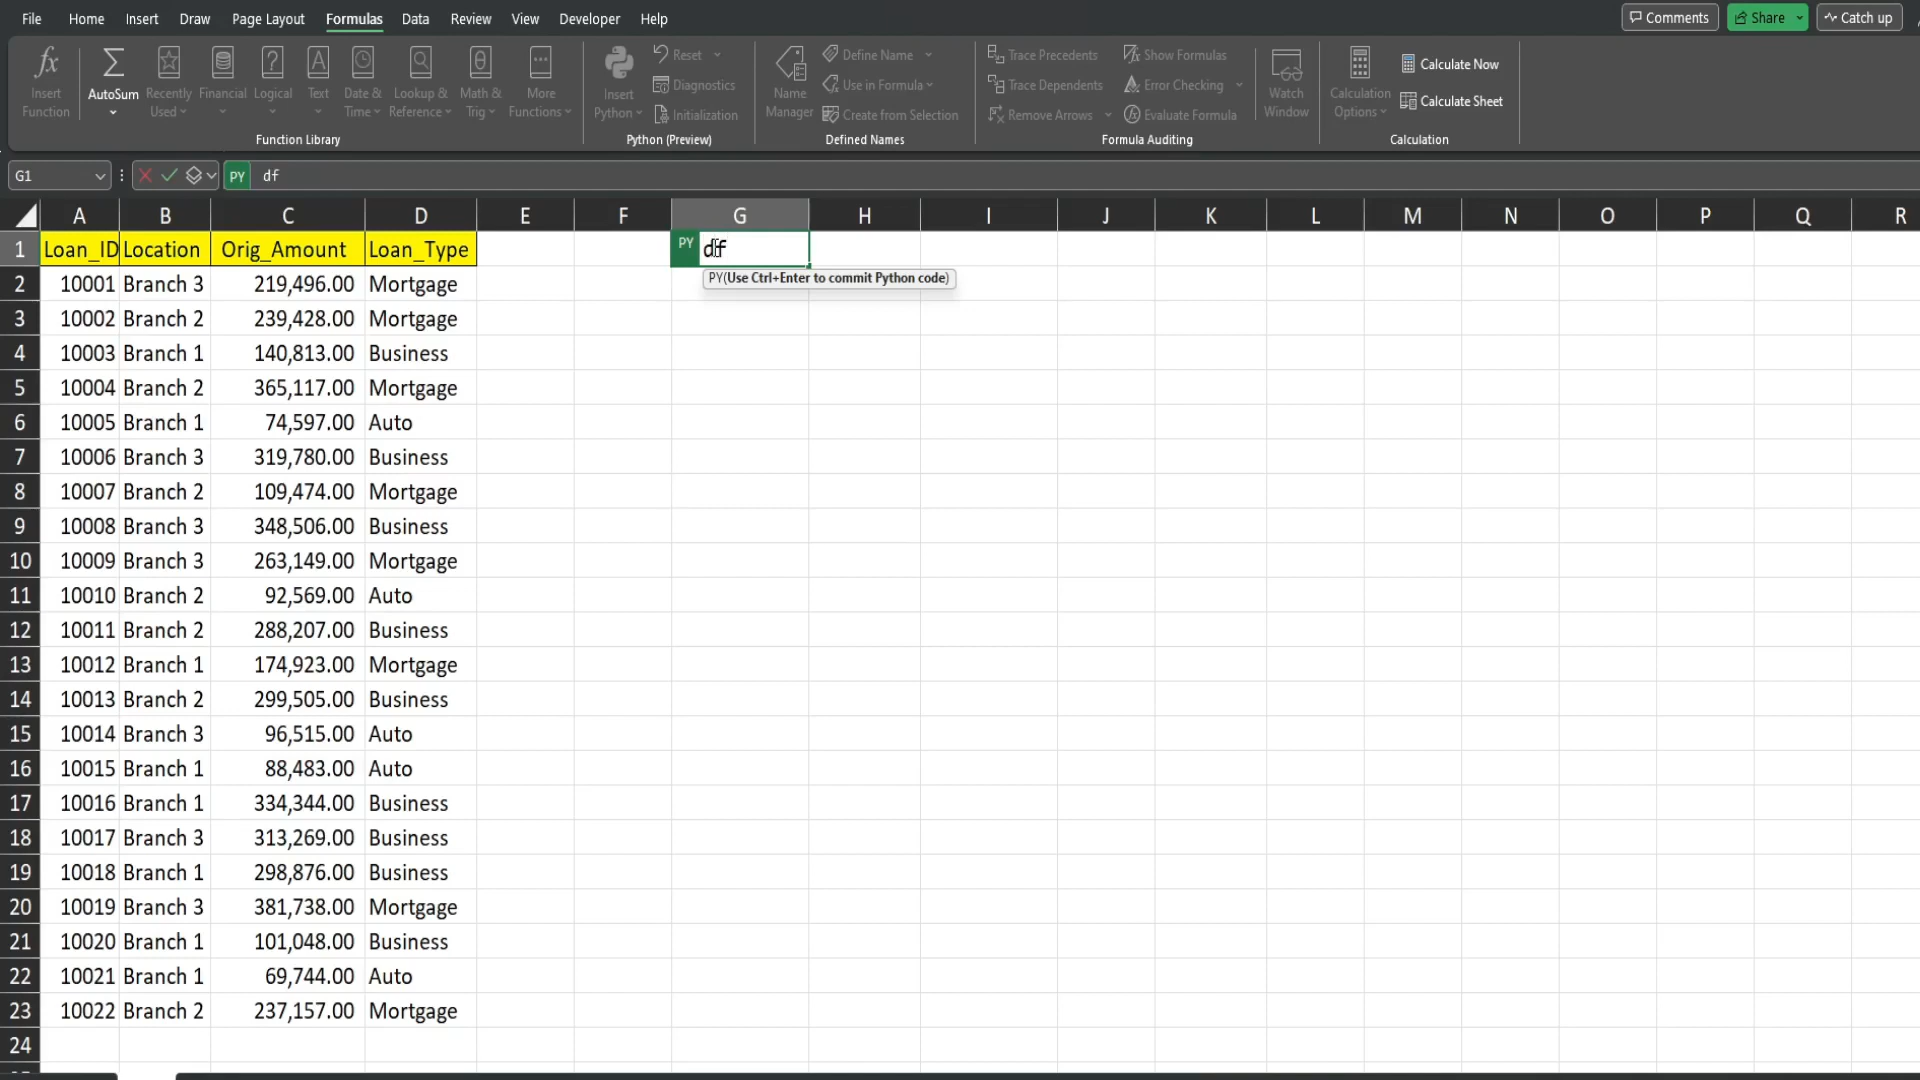 File Home Insert Draw Page Layout Formulas Data Review View Developer Help Comments Share Catch up
fx Insert Function
AutoSum
Recently Used
Financial
Logical
Text
Date & Time
Lookup & Reference
Math & Trig
More Functions
Function Library
Insert Python
Reset
Diagnostics
Initialization
Python (Preview)
Name Manager
Define Name
Use in Formula
Create from Selection
Defined Names
Trace Precedents
Trace Dependents
Remove Arrows
Show Formulas
Error Checking
Evaluate Formula
Formula Auditing
Watch Window
Calculation Options
Calculate Now
Calculate Sheet
Calculation
G1 PY df
A B C D E F G H I J K L M N O P Q R
1 Loan_ID Location Orig_Amount Loan_Type PY df
PY(Use Ctrl+Enter to commit Python code)
2 10001 Branch 3 219,496.00 Mortgage
3 10002 Branch 2 239,428.00 Mortgage
4 10003 Branch 1 140,813.00 Business
5 10004 Branch 2 365,117.00 Mortgage
6 10005 Branch 1 74,597.00 Auto
7 10006 Branch 3 319,780.00 Business
8 10007 Branch 2 109,474.00 Mortgage
9 10008 Branch 3 348,506.00 Business
10 10009 Branch 3 263,149.00 Mortgage
11 10010 Branch 2 92,569.00 Auto
12 10011 Branch 2 288,207.00 Business
13 10012 Branch 1 174,923.00 Mortgage
14 10013 Branch 2 299,505.00 Business
15 10014 Branch 3 96,515.00 Auto
16 10015 Branch 1 88,483.00 Auto
17 10016 Branch 1 334,344.00 Business
18 10017 Branch 3 313,269.00 Business
19 10018 Branch 1 298,876.00 Business
20 10019 Branch 3 381,738.00 Mortgage
21 10020 Branch 1 101,048.00 Business
22 10021 Branch 1 69,744.00 Auto
23 10022 Branch 2 237,157.00 Mortgage
24